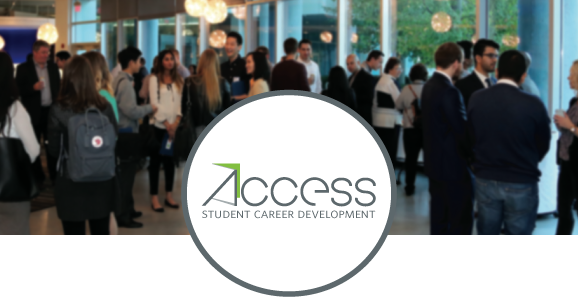 Access
STUDENT CAREER DEVELOPMENT